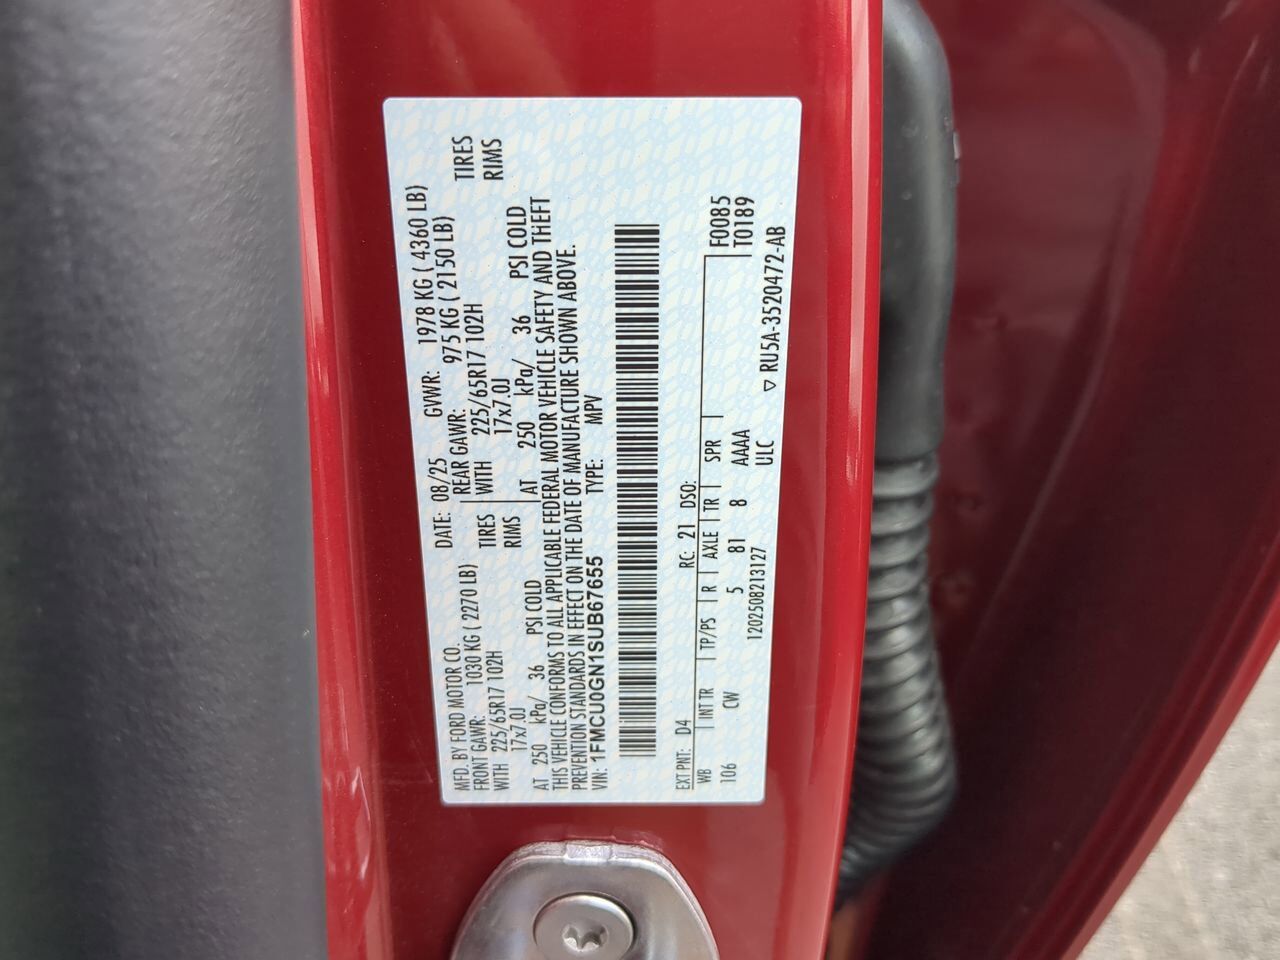 MFD. BY FORD MOTOR CO. DATE: 08/25 GVWR: 1978 KG ( 4360 LB)
FRONT GAWR: 1030 KG ( 2270 LB) REAR GAWR: 975 KG ( 2150 LB)
WITH 225/65R17 102H TIRES WITH 225/65R17 102H TIRES
17x7.0J RIMS 17x7.0J RIMS
AT 250 kPa/ 36 PSI COLD AT 250 kPa/ 36 PSI COLD
THIS VEHICLE CONFORMS TO ALL APPLICABLE FEDERAL MOTOR VEHICLE SAFETY AND THEFT
PREVENTION STANDARDS IN EFFECT ON THE DATE OF MANUFACTURE SHOWN ABOVE.
VIN: 1FMCU0GN1SUB67655 TYPE: MPV
EXT PNT: D4 RC: 21 DSO:
WB INT TR TP/PS R AXLE TR SPR F0085
106 CW 5 81 8 AAAA T0189
1202508213127 ULC ▽ RU5A-3520472-AB